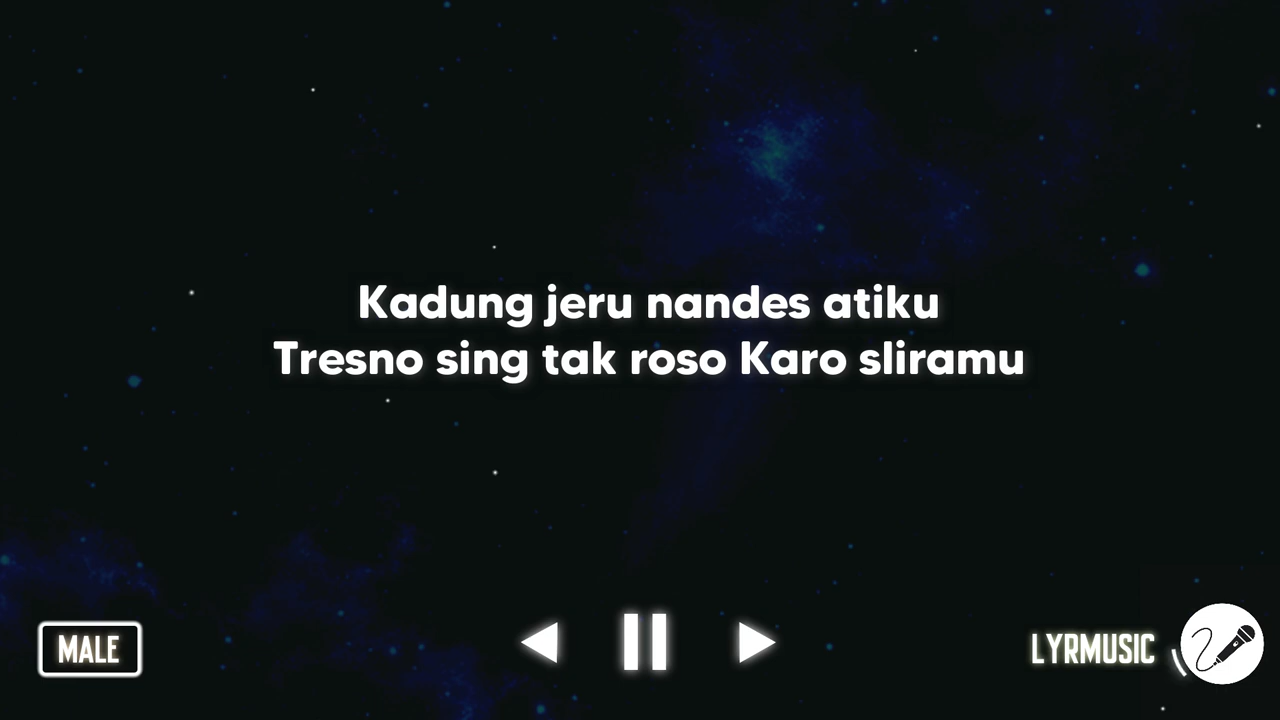 Kadung jeru nandes atiku
Tresno sing tak roso Karo sliramu
MALE
LYRMUSIC